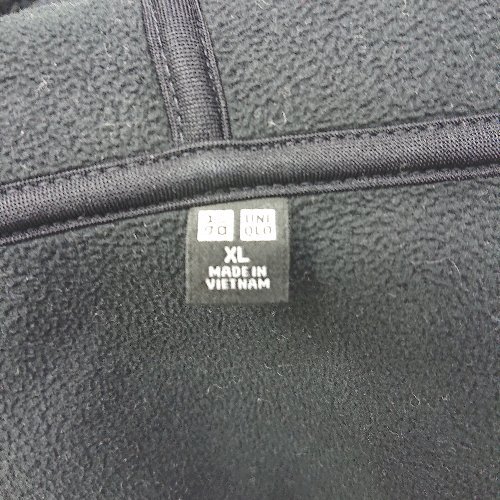 ユニ UNI
クロ QLO
XL
MADE IN
VIETNAM